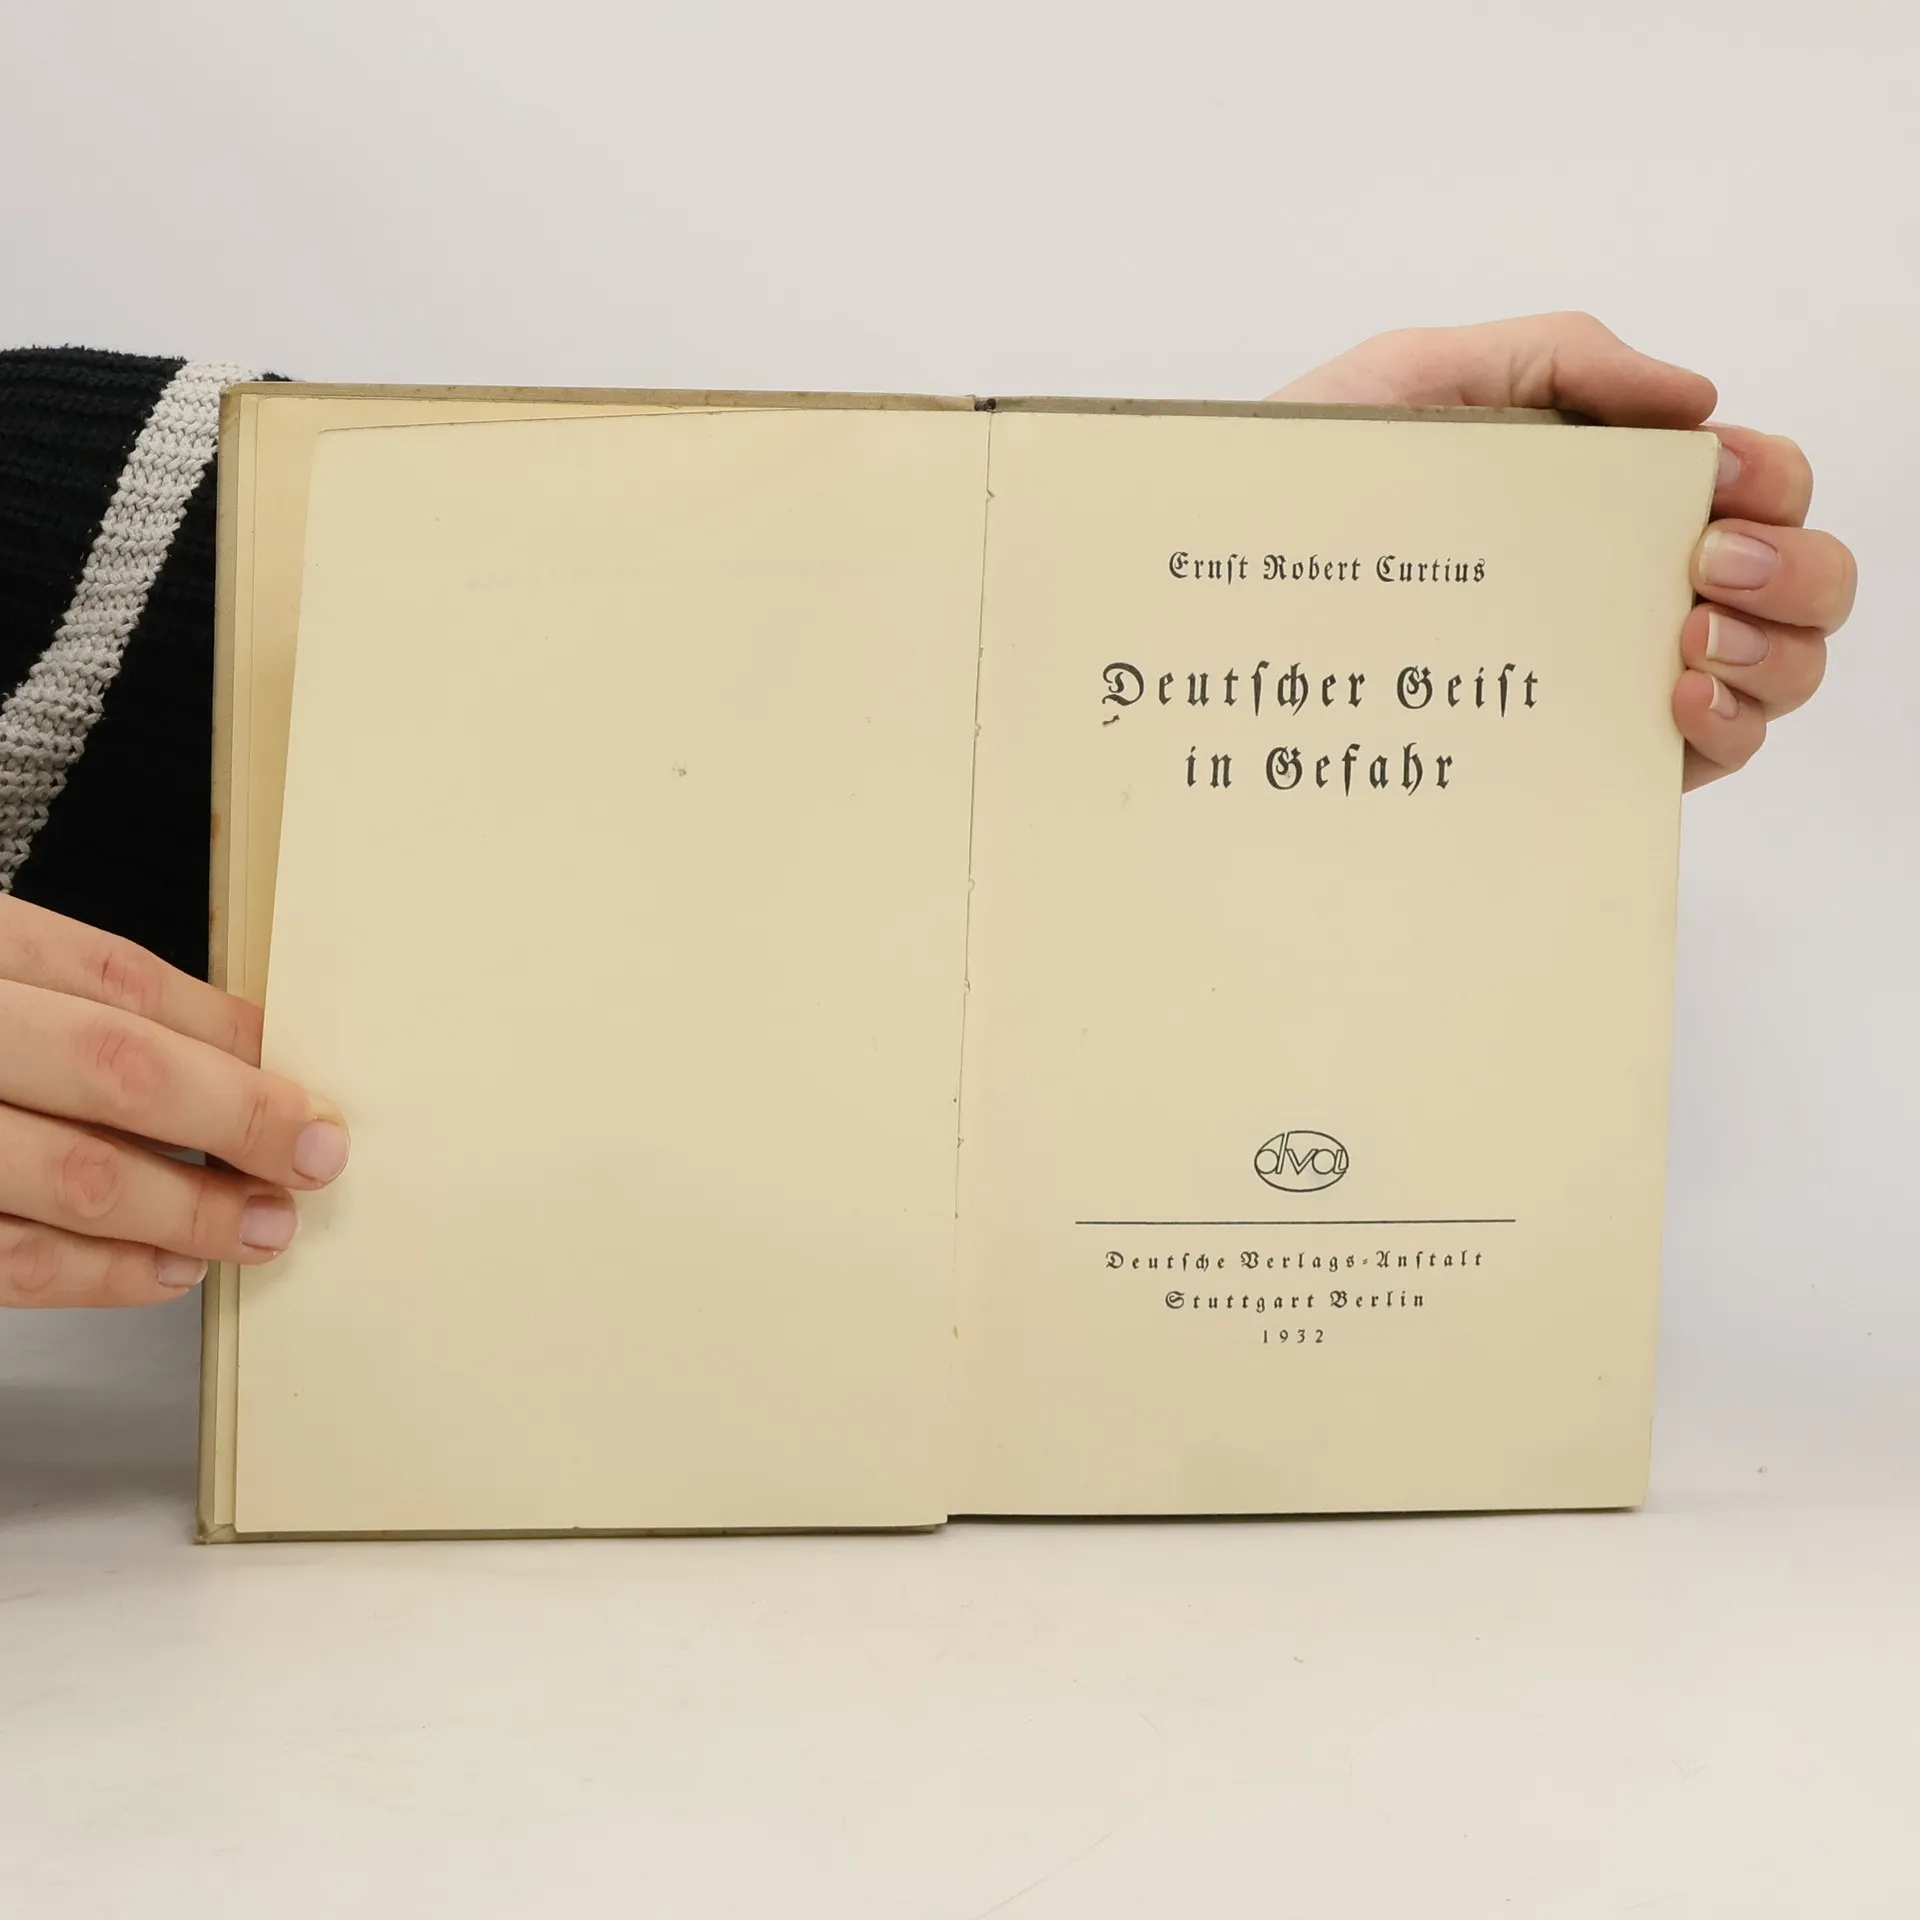 Ernſt Robert Curtius
Deutſcher Geiſt
in Gefahr
dva
Deutſche Verlags-Anſtalt
Stuttgart Berlin
1932